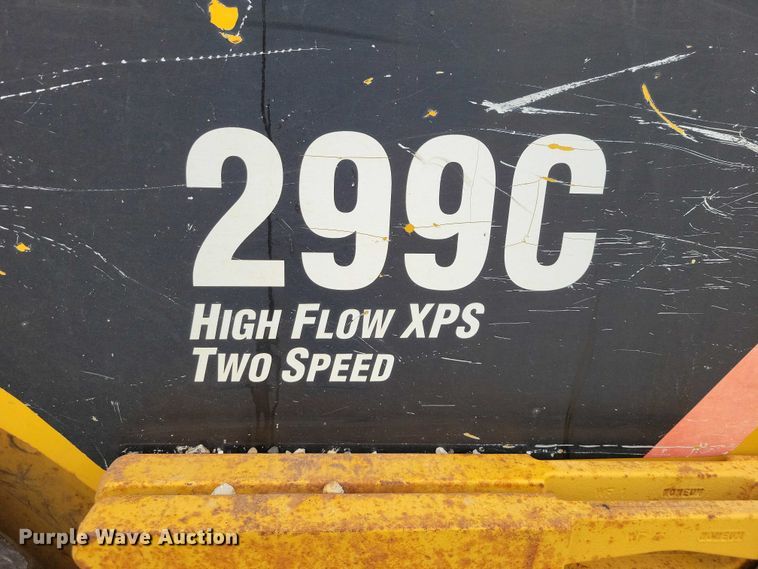 299C
HIGH FLOW XPS
TWO SPEED
Purple Wave Auction